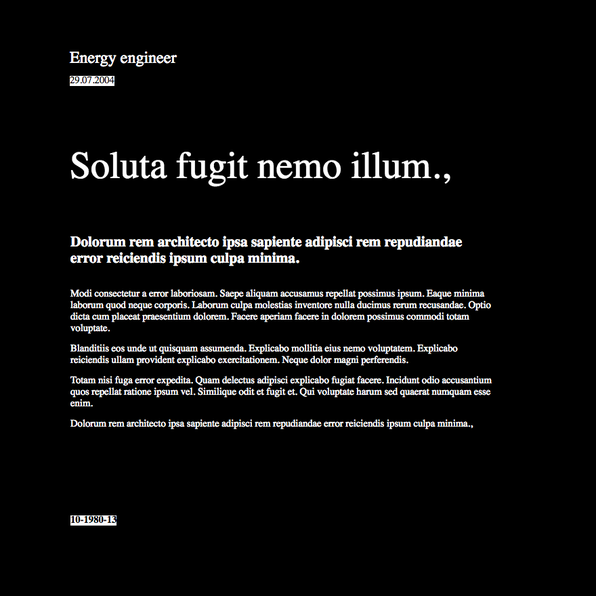 Energy engineer
29.07.2004
Soluta fugit nemo illum.,
Dolorum rem architecto ipsa sapiente adipisci rem repudiandae
error reiciendis ipsum culpa minima.
Modi consectetur a error laboriosam. Saepe aliquam accusamus repellat possimus ipsum. Eaque minima
laborum quod neque corporis. Laborum culpa molestias inventore nulla ducimus rerum recusandae. Optio
dicta cum placeat praesentium dolorem. Facere aperiam facere in dolorem possimus commodi totam
voluptate.
Blanditiis eos unde ut quisquam assumenda. Explicabo mollitia eius nemo voluptatem. Explicabo
reiciendis ullam provident explicabo exercitationem. Neque dolor magni perferendis.
Totam nisi fuga error expedita. Quam delectus adipisci explicabo fugiat facere. Incidunt odio accusantium
quos repellat ratione ipsum vel. Similique odit et fugit et. Qui voluptate harum sed quaerat numquam esse
enim.
Dolorum rem architecto ipsa sapiente adipisci rem repudiandae error reiciendis ipsum culpa minima.,
10-1980-13